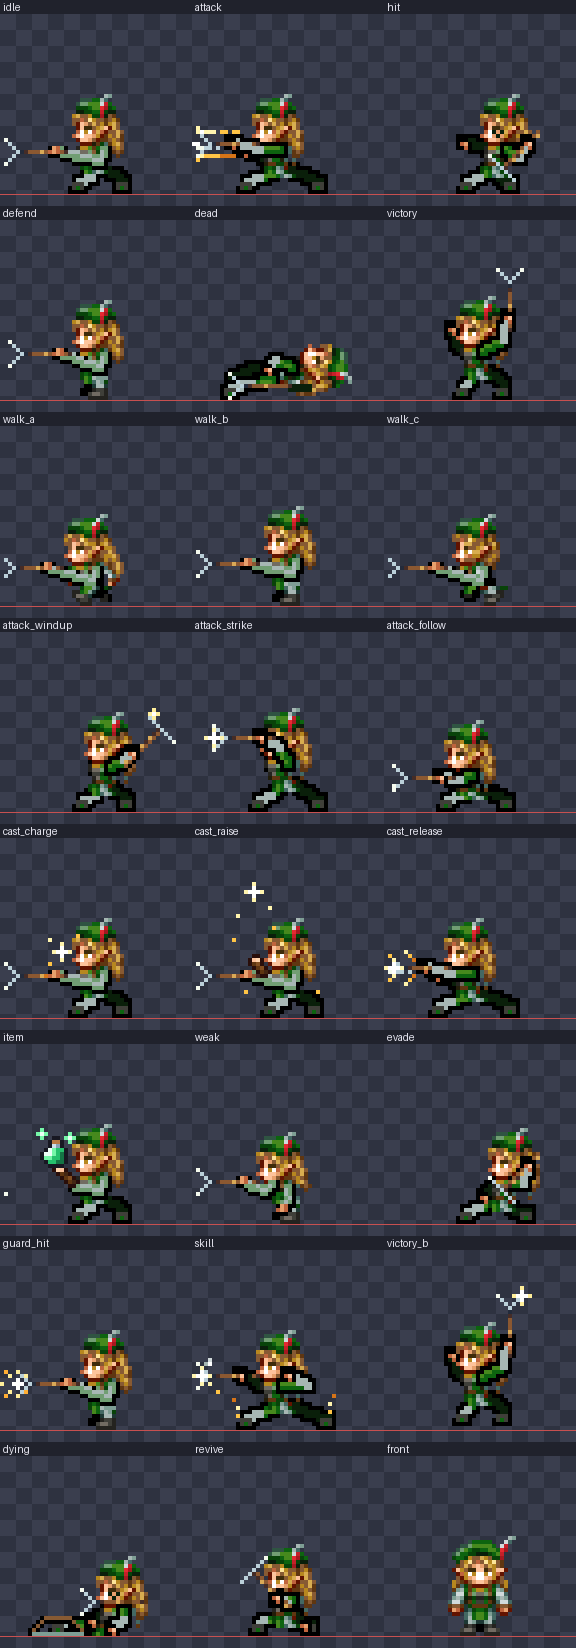 idle
attack
hit
defend
dead
victory
walk_a
walk_b
walk_c
attack_windup
attack_strike
attack_follow
cast_charge
cast_raise
cast_release
item
weak
evade
guard_hit
skill
victory_b
dying
revive
front